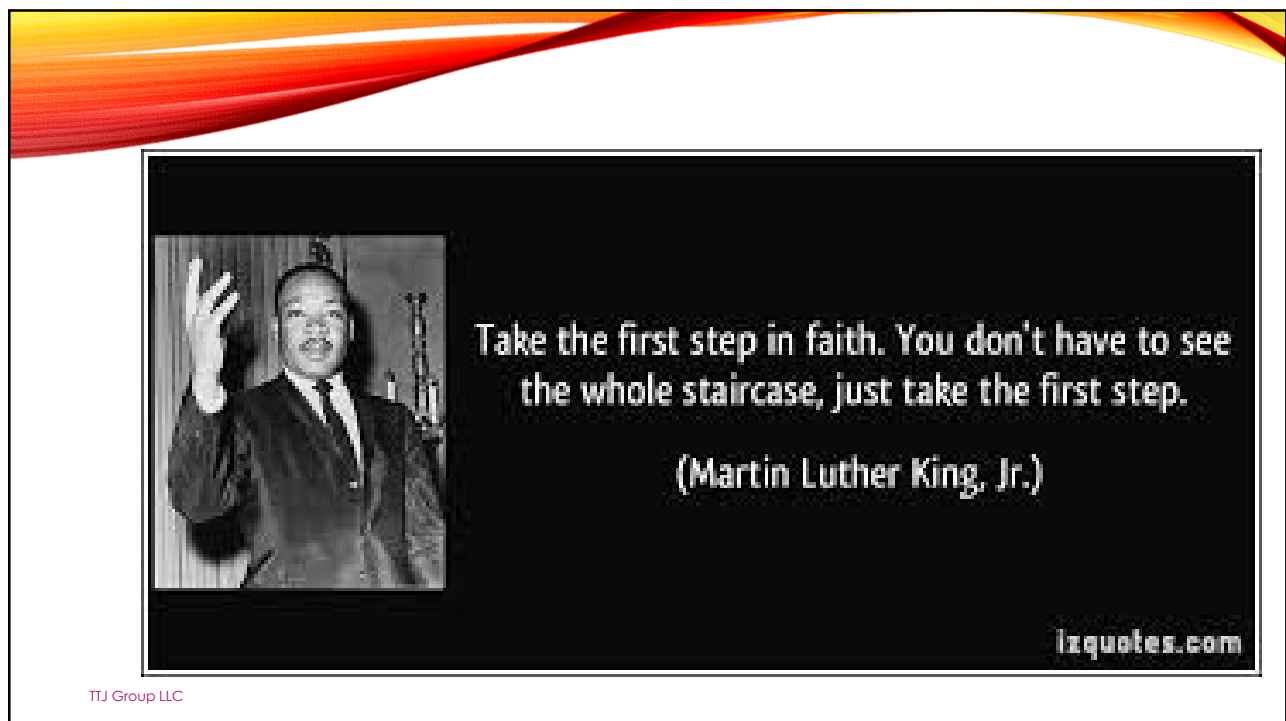 Take the first step in faith. You don't have to see
the whole staircase, just take the first step.
(Martin Luther King, Jr.)
izquotes.com
TTJ Group LLC